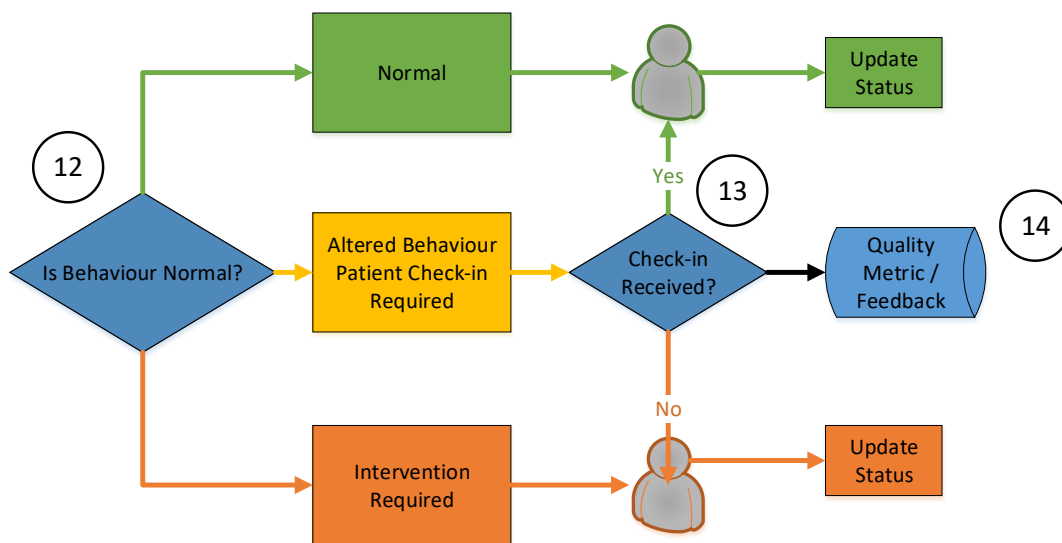 Normal
Update
Status
12
Yes
13
14
Is Behaviour Normal?
Altered Behaviour
Patient Check-in
Required
Check-in
Received?
Quality
Metric /
Feedback
No
Intervention
Required
Update
Status